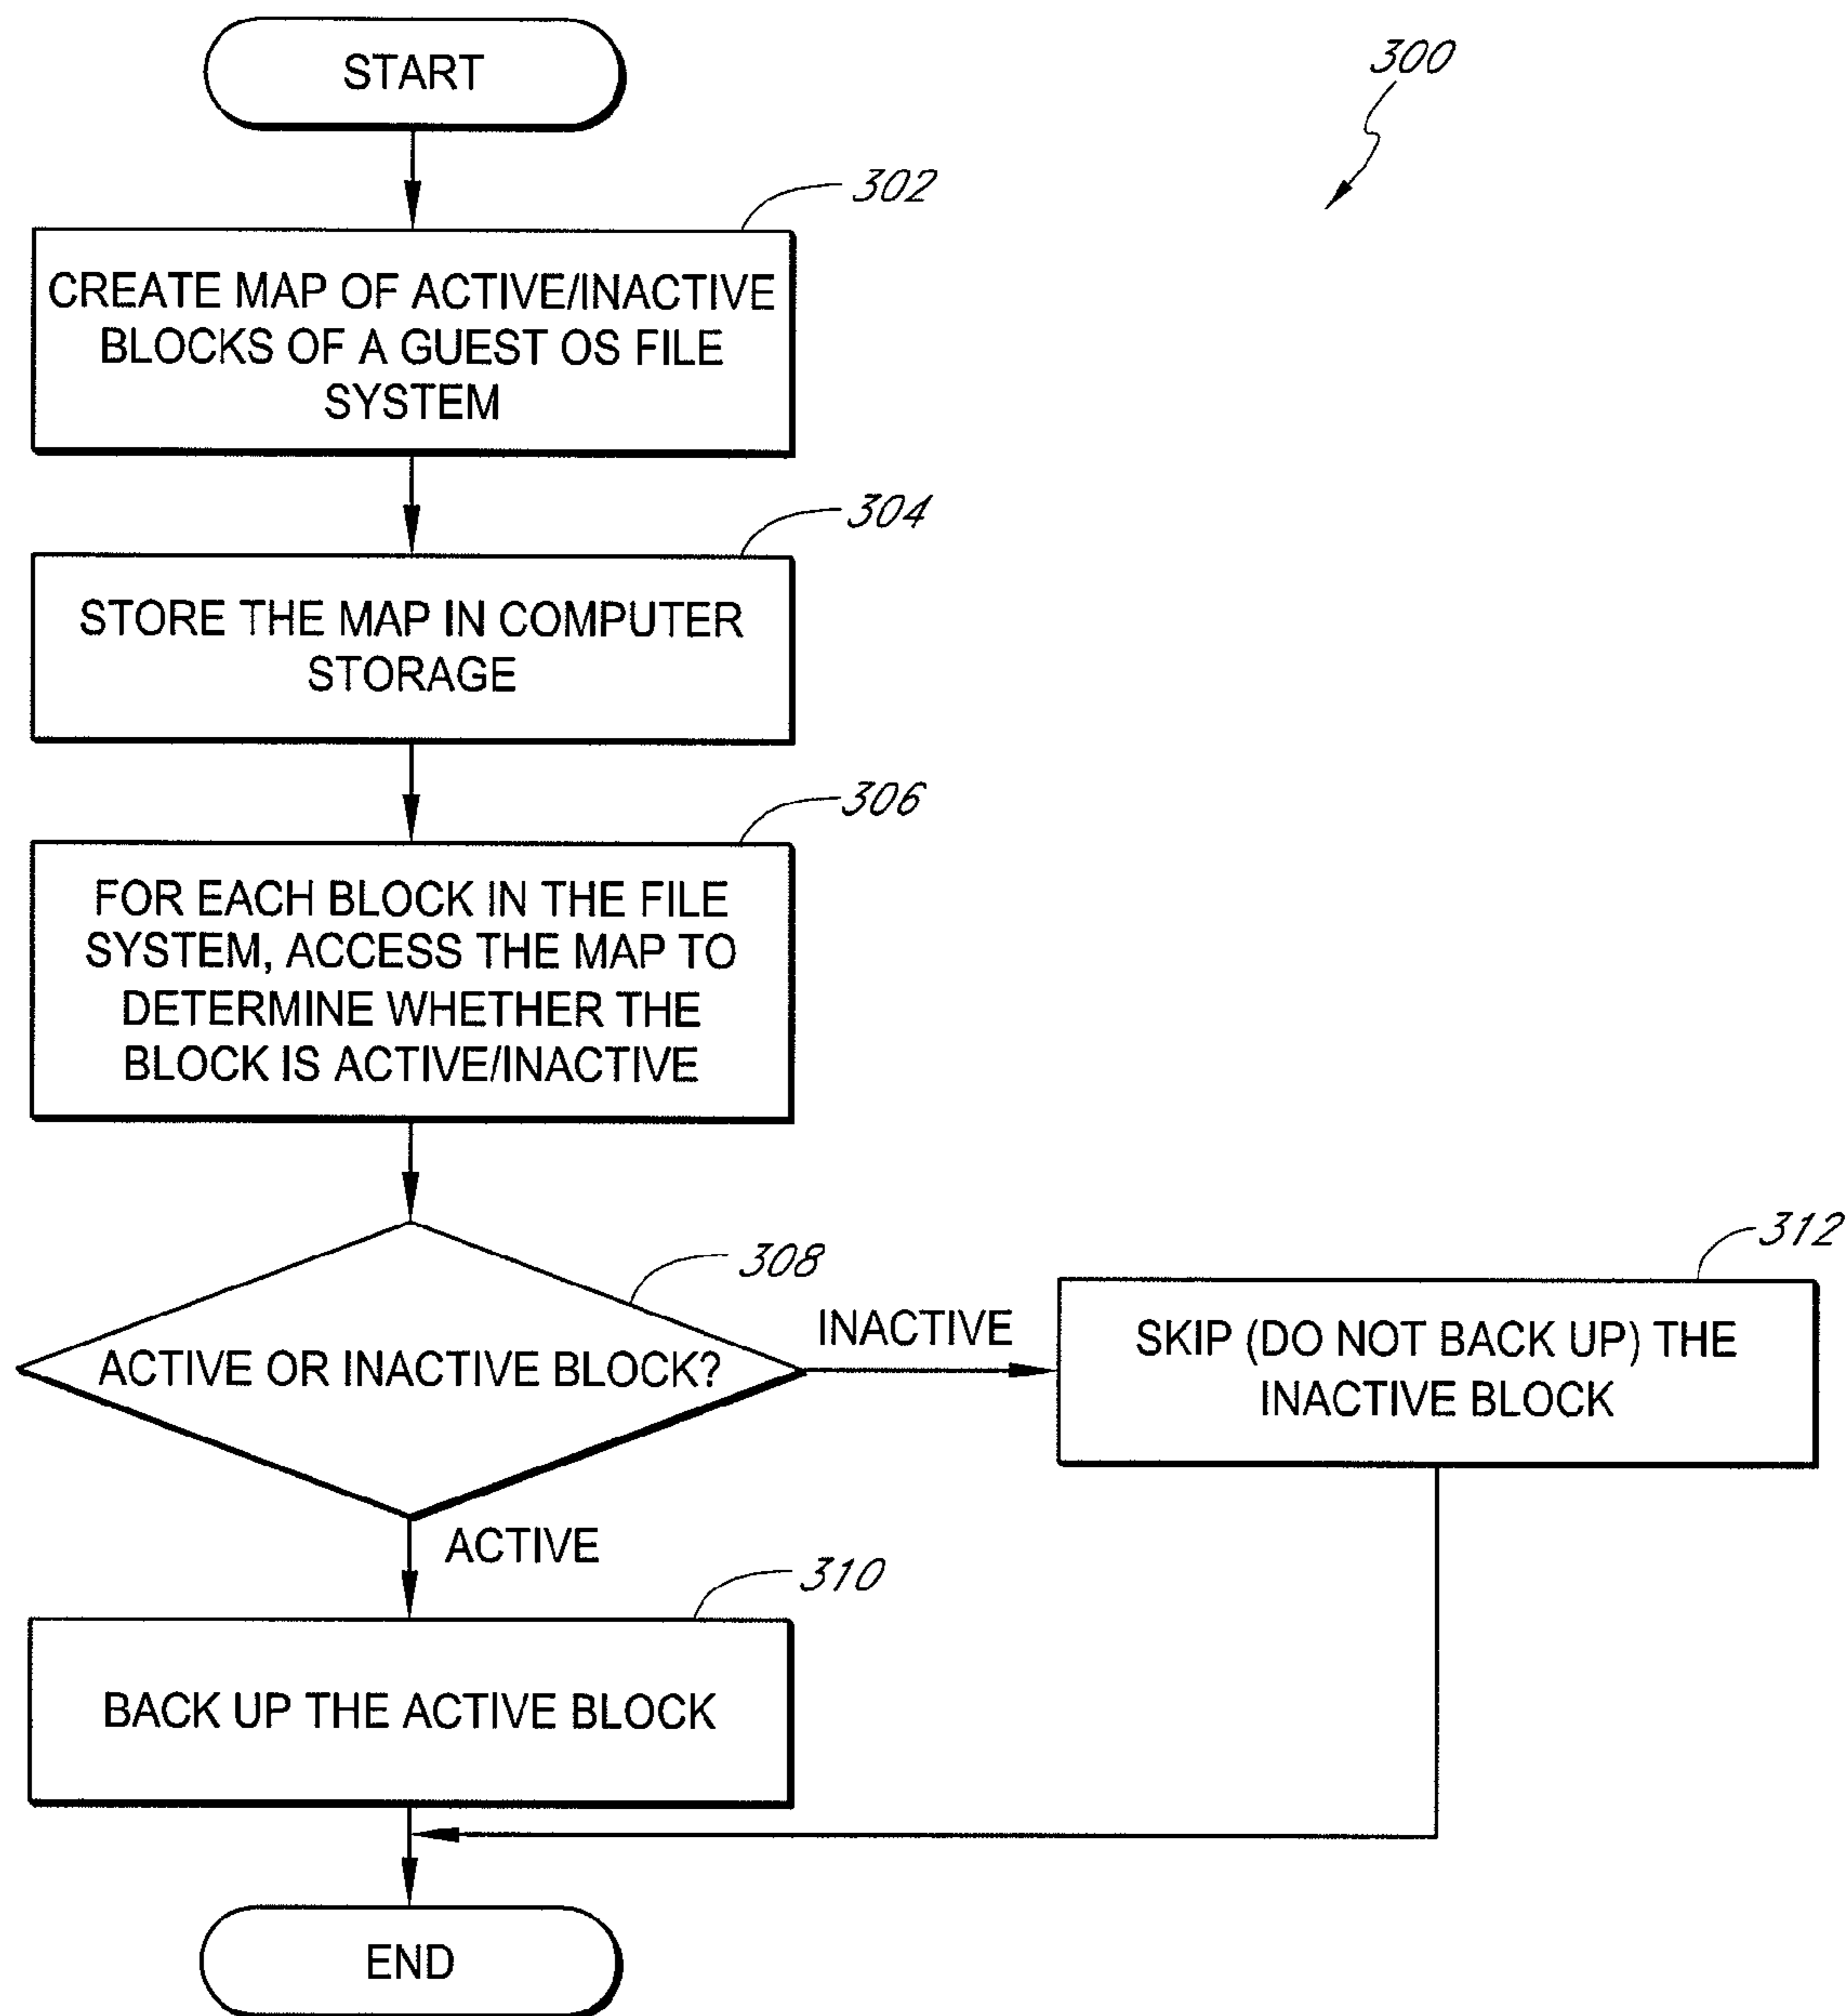 START
300
302
CREATE MAP OF ACTIVE/INACTIVE
BLOCKS OF A GUEST OS FILE
SYSTEM
304
STORE THE MAP IN COMPUTER
STORAGE
306
FOR EACH BLOCK IN THE FILE
SYSTEM, ACCESS THE MAP TO
DETERMINE WHETHER THE
BLOCK IS ACTIVE/INACTIVE
308
ACTIVE OR INACTIVE BLOCK?
INACTIVE
312
SKIP (DO NOT BACK UP) THE
INACTIVE BLOCK
ACTIVE
310
BACK UP THE ACTIVE BLOCK
END